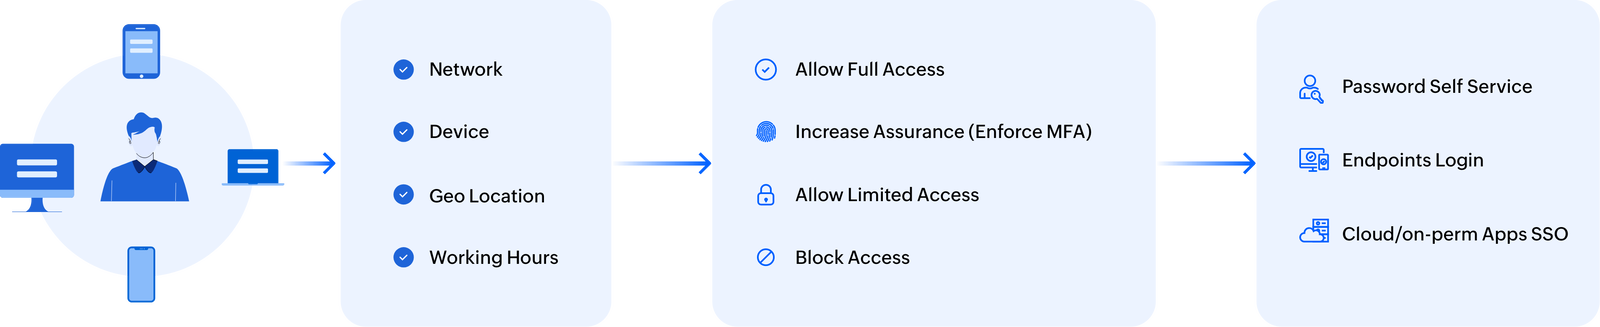 Network
Device
Geo Location
Working Hours
Allow Full Access
Increase Assurance (Enforce MFA)
Allow Limited Access
Block Access
Password Self Service
Endpoints Login
Cloud/on-perm Apps SSO